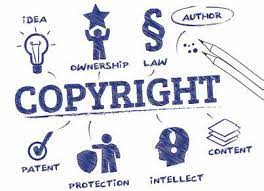 IDEA
OWNERSHIP
§
LAW
AUTHOR
COPYRIGHT
PATENT
PROTECTION
iNTELLECT
CONTENT